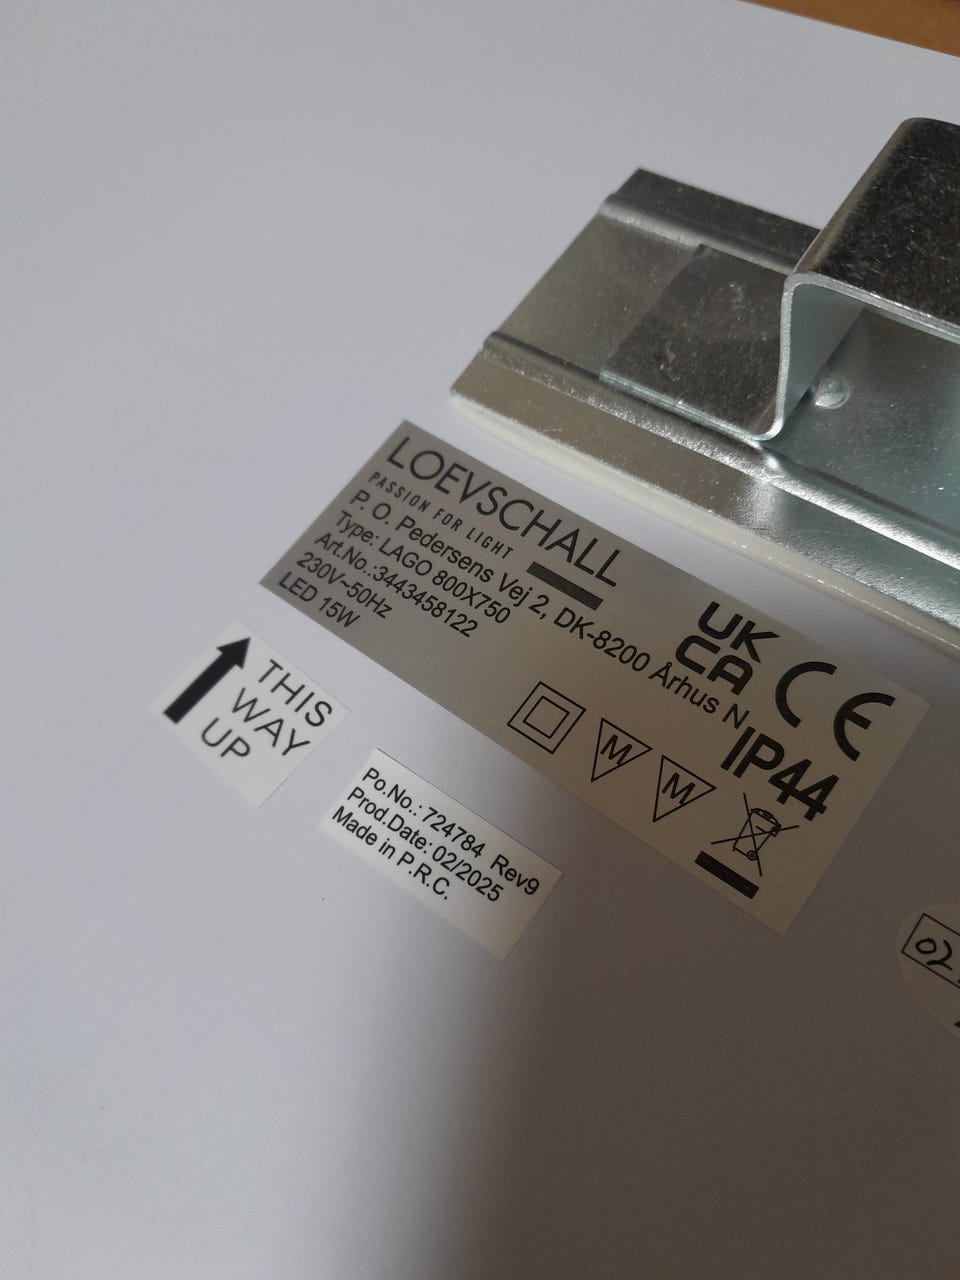 LOEVSCHALL
PASSION FOR LIGHT
P. O. Pedersens Vej 2, DK-8200 Århus N
Type: LAGO 800X750
Art.No.:3443458122
230V~50Hz
LED 15W
UK
CA
CE
IP44
M
M
THIS
WAY
UP
Po.No.: 724784 Rev9
Prod.Date: 02/2025
Made in P.R.C.
02